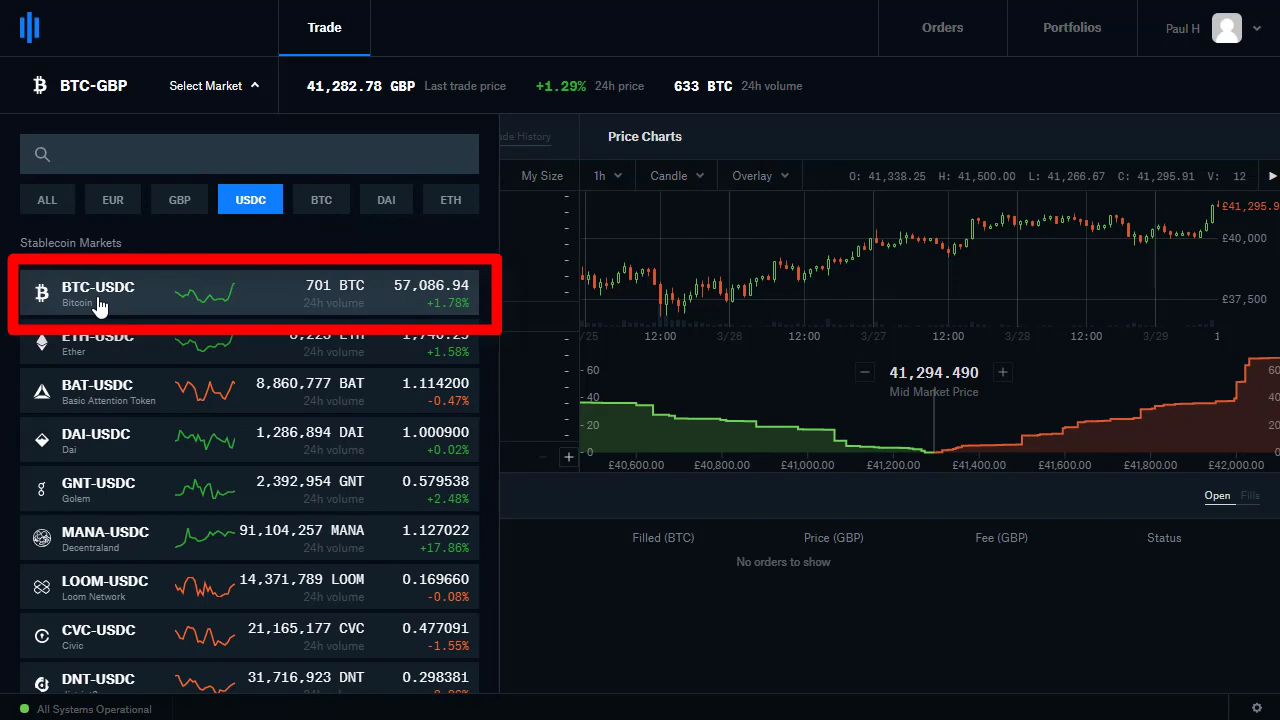 Trade
Orders
Portfolios
Paul H
BTC-GBP
Select Market
41,282.78 GBP Last trade price
+1.29% 24h price
633 BTC 24h volume
ALL EUR GBP USDC BTC DAI ETH
Stablecoin Markets
BTC-USDC 701 BTC 57,086.94
Bitcoin 24h volume +1.78%
ETH-USDC
Ether +1.58%
BAT-USDC 8,860,777 BAT 1.114200
Basic Attention Token 24h volume -0.47%
DAI-USDC 1,286,894 DAI 1.000900
Dai 24h volume +0.02%
GNT-USDC 2,392,954 GNT 0.579538
Golem 24h volume +2.48%
MANA-USDC 91,104,257 MANA 1.127022
Decentraland 24h volume +17.86%
LOOM-USDC 14,371,789 LOOM 0.169660
Loom Network 24h volume -0.08%
CVC-USDC 21,165,177 CVC 0.477091
Civic 24h volume -1.55%
DNT-USDC 31,716,923 DNT 0.298381
All Systems Operational
History
My Size
Price Charts
1h Candle Overlay O: 41,338.25 H: 41,500.00 L: 41,266.67 C: 41,295.91 V: 12
£41,295.9
£40,000
£37,500
/25 12:00 3/26 12:00 3/27 12:00 3/28 12:00 3/29 1
41,294.490
Mid Market Price
60
40
20
0
£40,600.00 £40,800.00 £41,000.00 £41,200.00 £41,400.00 £41,600.00 £41,800.00 £42,000.00
Open Fills
Filled (BTC) Price (GBP) Fee (GBP) Status
No orders to show